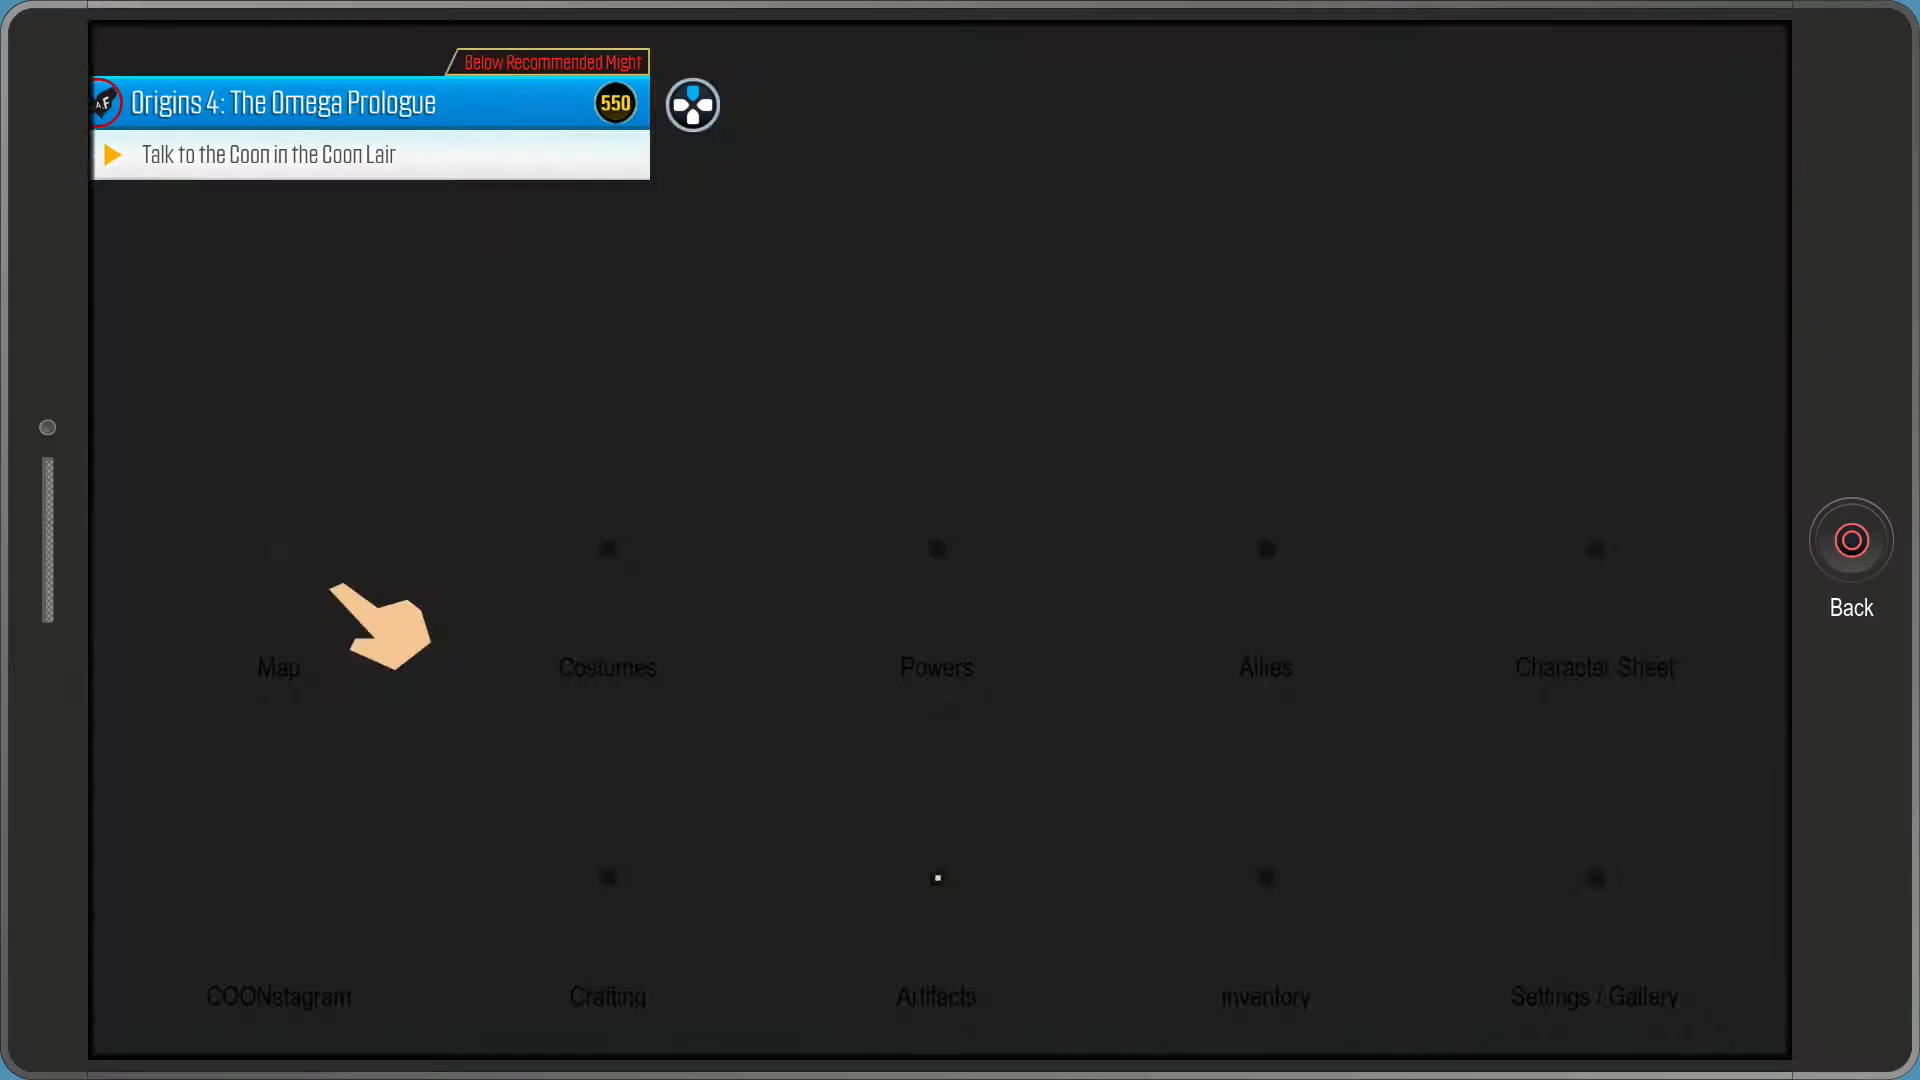 Below Recommended Might
Origins 4: The Omega Prologue
550
Talk to the Coon in the Coon Lair
Back
Map
Costumes
Powers
Allies
Character Sheet
COONstagram
Crafting
Artifacts
Inventory
Settings / Gallery